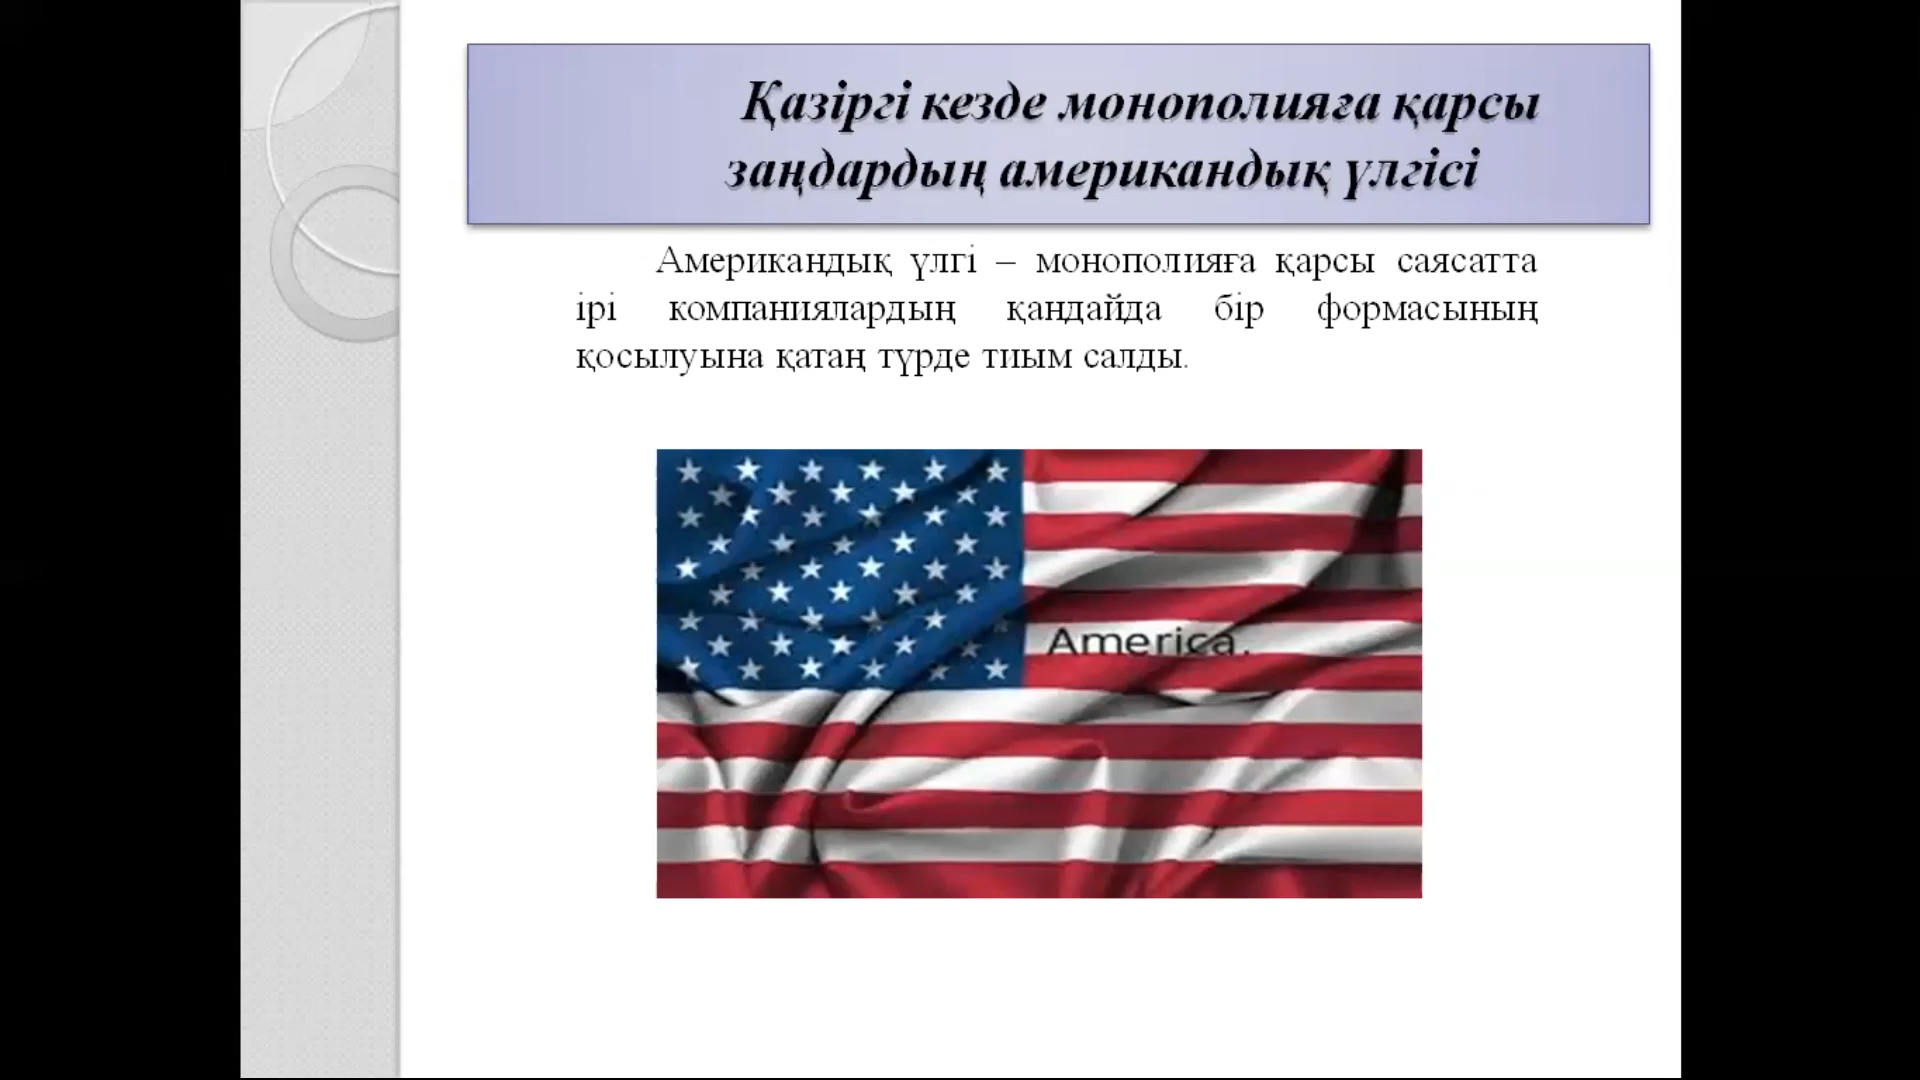 Қазіргі кезде монополияға қарсы
заңдардың американдық үлгісі
Американдық үлгі – монополияға қарсы саясатта
ірі компаниялардың қандайда бір формасының
қосылуына қатаң түрде тиым салды.
America.